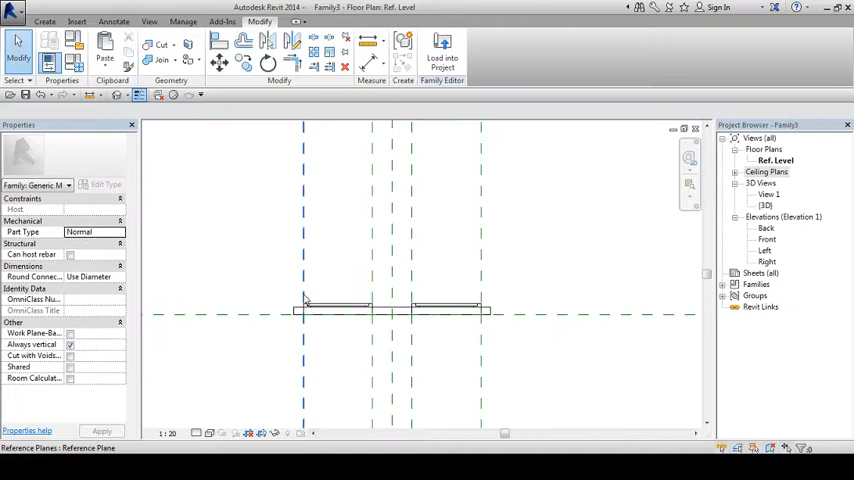 Autodesk Revit 2014 - Family3 - Floor Plan: Ref. Level
Sign In
Create Insert Annotate View Manage Add-Ins Modify
Modify
Paste
Cut
Join
Load into
Project
Select Properties Clipboard Geometry Modify Measure Create Family Editor
Properties
Family: Generic M
Edit Type
Constraints
Host
Mechanical
Part Type Normal
Structural
Can host rebar
Dimensions
Round Connec... Use Diameter
Identity Data
OmniClass Nu...
OmniClass Title
Other
Work Plane-Ba...
Always vertical
Cut with Voids...
Shared
Room Calculat...
Properties help
Apply
1 : 20
Project Browser - Family3
Views (all)
Floor Plans
Ref. Level
Ceiling Plans
3D Views
View 1
{3D}
Elevations (Elevation 1)
Back
Front
Left
Right
Sheets (all)
Families
Groups
Revit Links
Reference Planes : Reference Plane
:0